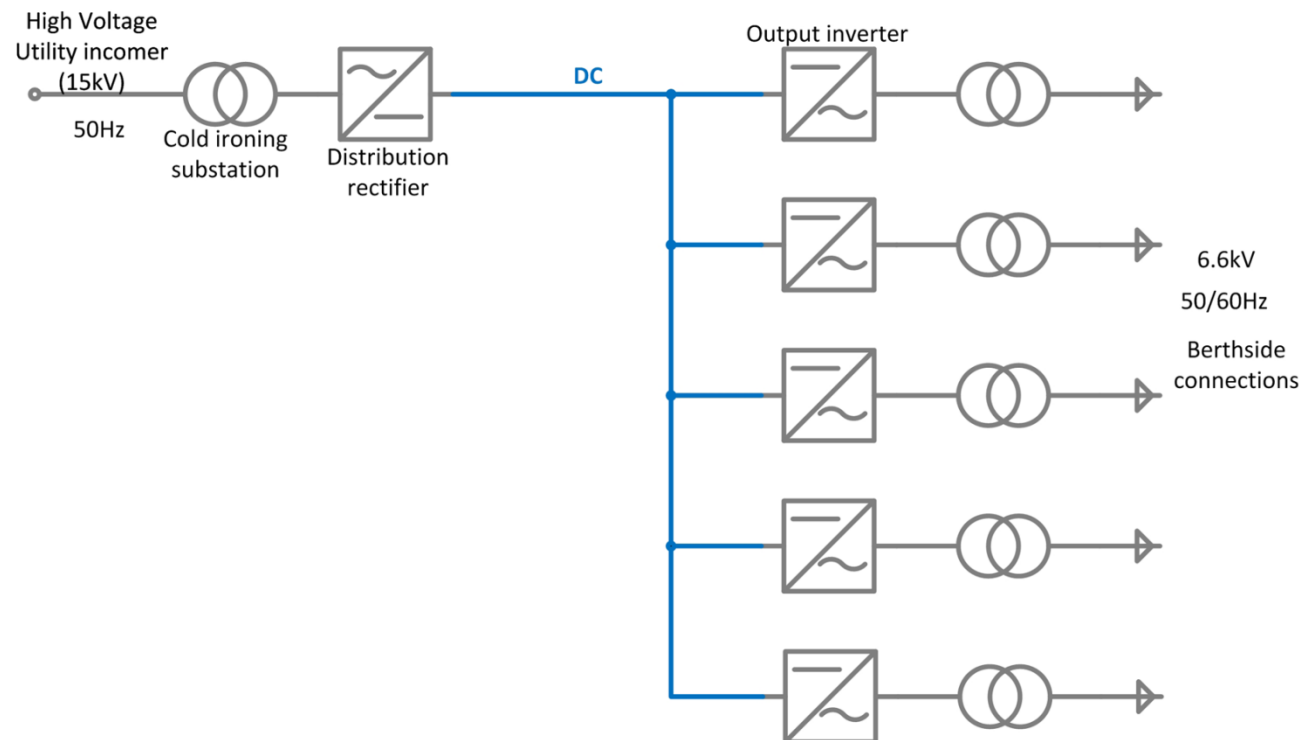 High Voltage
Utility incomer
(15kV)
50Hz
Cold ironing
substation
Distribution
rectifier
DC
Output inverter
6.6kV
50/60Hz
Berthside
connections